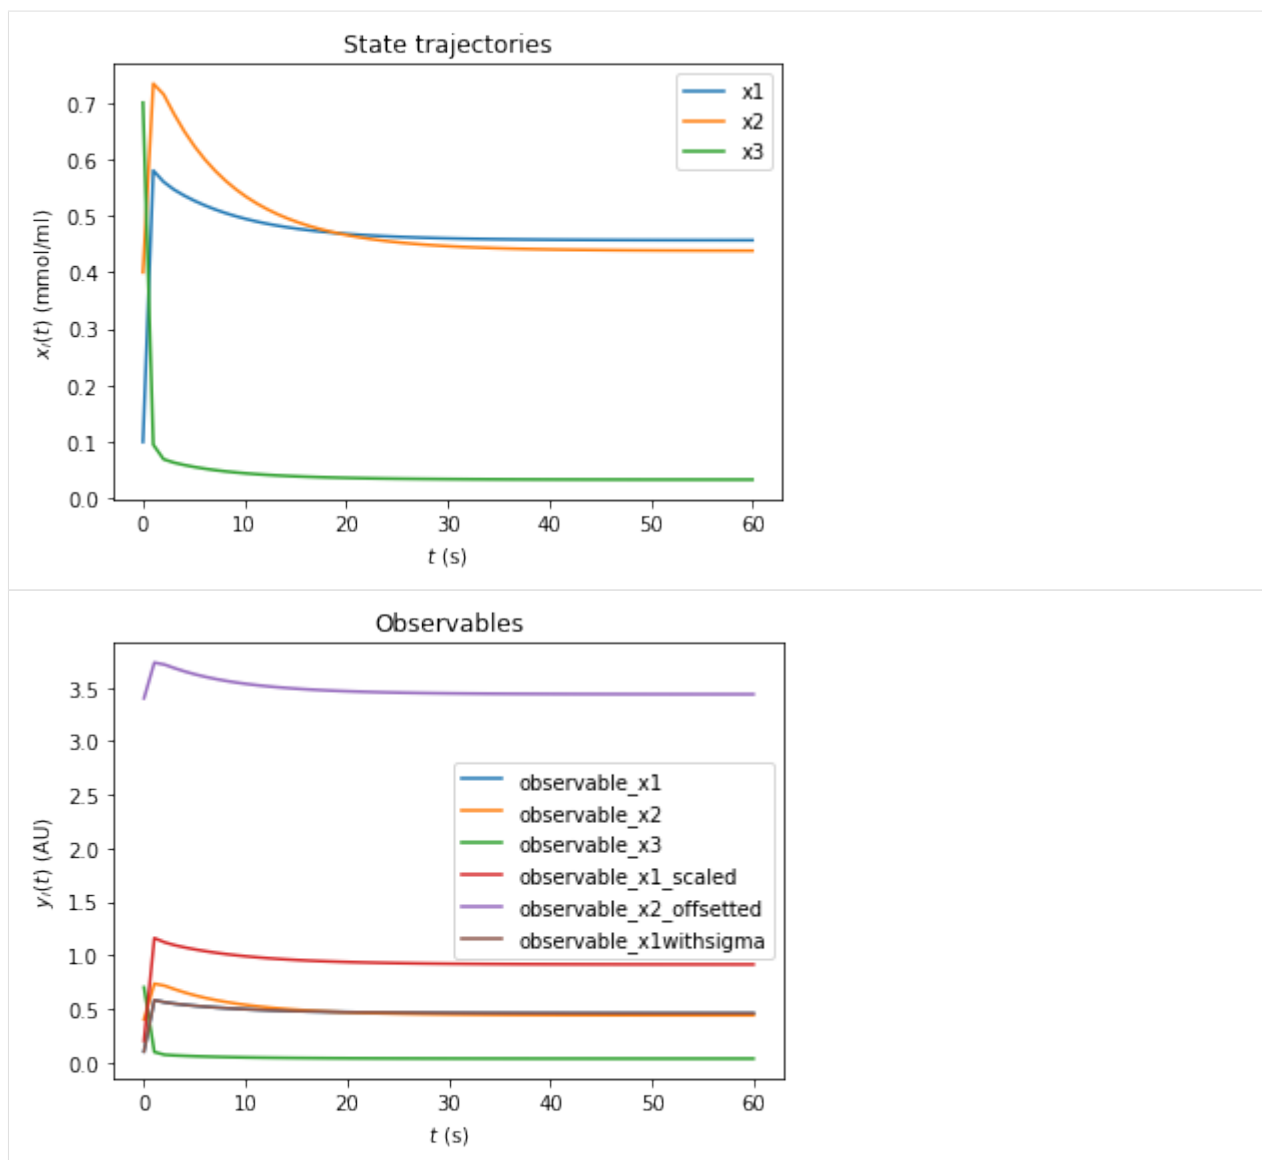 State trajectories
x1
x2
x3
0.7
0.6
0.5
0.4
0.3
0.2
0.1
0.0
xᵢ(t) (mmol/ml)
0 10 20 30 40 50 60
t (s)
Observables
observable_x1
observable_x2
observable_x3
observable_x1_scaled
observable_x2_offsetted
observable_x1withsigma
3.5
3.0
2.5
2.0
1.5
1.0
0.5
0.0
yᵢ(t) (AU)
0 10 20 30 40 50 60
t (s)